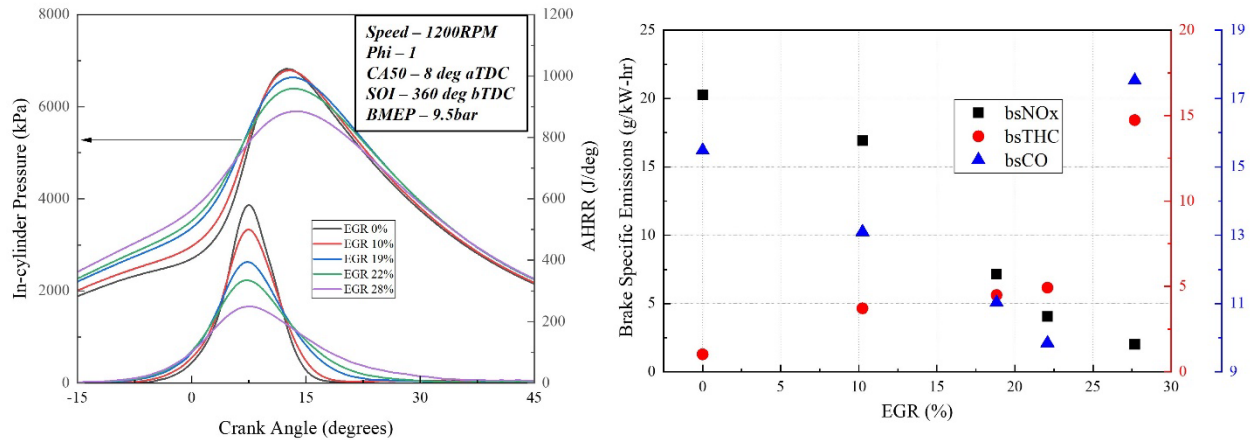 8000
6000
4000
2000
0
In-cylinder Pressure (kPa)
-15
0
15
30
45
Crank Angle (degrees)
1200
1000
800
600
400
200
0
AHRR (J/deg)
Speed – 1200RPM
Phi – 1
CA50 – 8 deg aTDC
SOI – 360 deg bTDC
BMEP – 9.5bar
EGR 0%
EGR 10%
EGR 19%
EGR 22%
EGR 28%
25
20
15
10
5
0
Brake Specific Emissions (g/kW-hr)
0
5
10
15
20
25
30
EGR (%)
bsNOx
bsTHC
bsCO
20
15
10
5
0
19
17
15
13
11
9